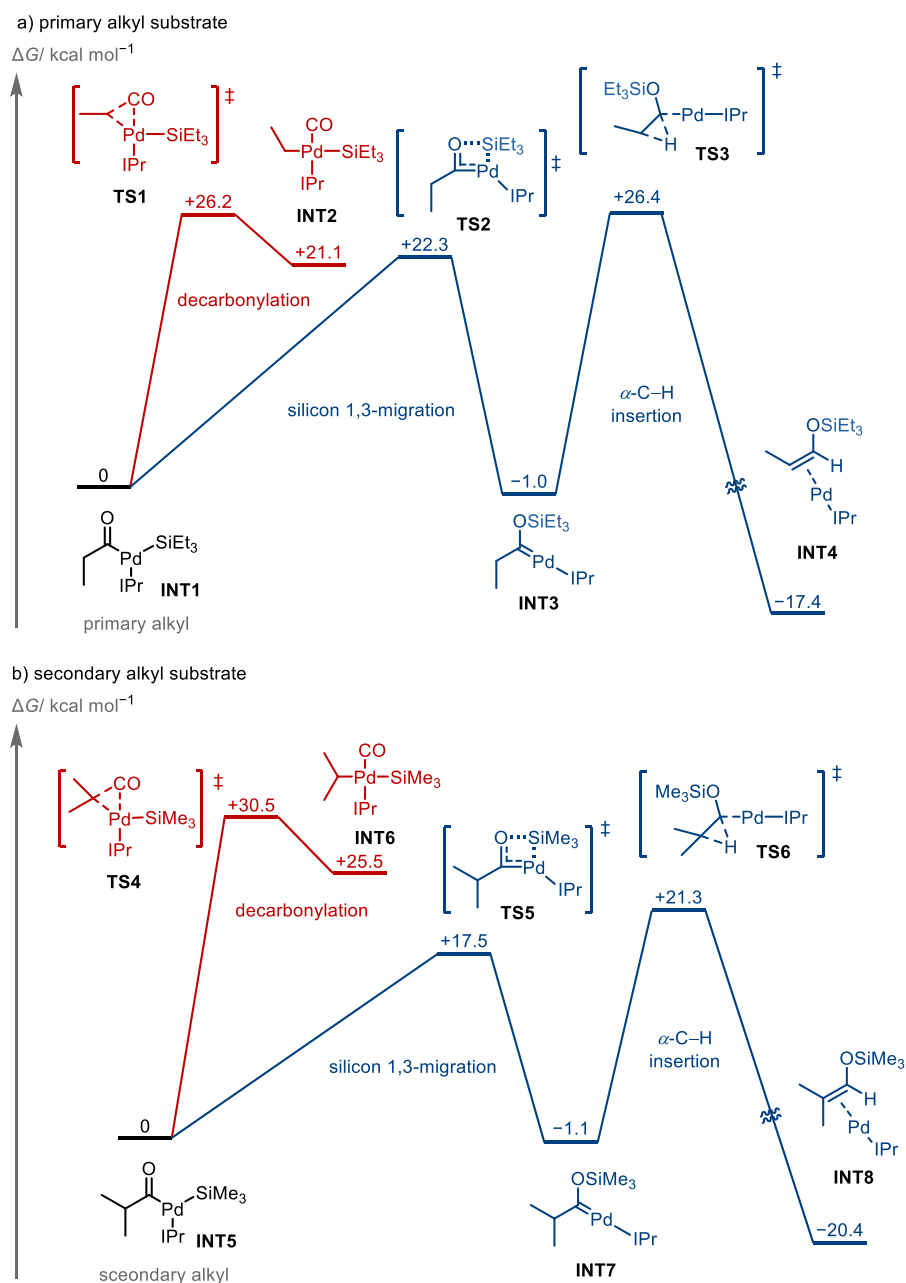 a) primary alkyl substrate
ΔG/ kcal mol⁻¹
CO
‡
Pd
SiEt₃
IPr
TS1
CO
Pd
SiEt₃
IPr
INT2
O
SiEt₃
Pd
IPr
‡
TS2
Et₃SiO
Pd
IPr
H
‡
TS3
+26.2
+21.1
+22.3
+26.4
decarbonylation
silicon 1,3-migration
α-C–H
insertion
OSiEt₃
H
Pd
IPr
INT4
0
−1.0
O
Pd
SiEt₃
IPr
INT1
primary alkyl
OSiEt₃
Pd
IPr
INT3
−17.4
b) secondary alkyl substrate
ΔG/ kcal mol⁻¹
CO
‡
Pd
SiMe₃
IPr
TS4
CO
Pd
SiMe₃
IPr
INT6
O
SiMe₃
Pd
IPr
‡
TS5
Me₃SiO
Pd
IPr
H
‡
TS6
+30.5
+25.5
+17.5
+21.3
decarbonylation
silicon 1,3-migration
α-C–H
insertion
OSiMe₃
H
Pd
IPr
INT8
0
−1.1
O
Pd
SiMe₃
IPr
INT5
sceondary alkyl
OSiMe₃
Pd
IPr
INT7
−20.4